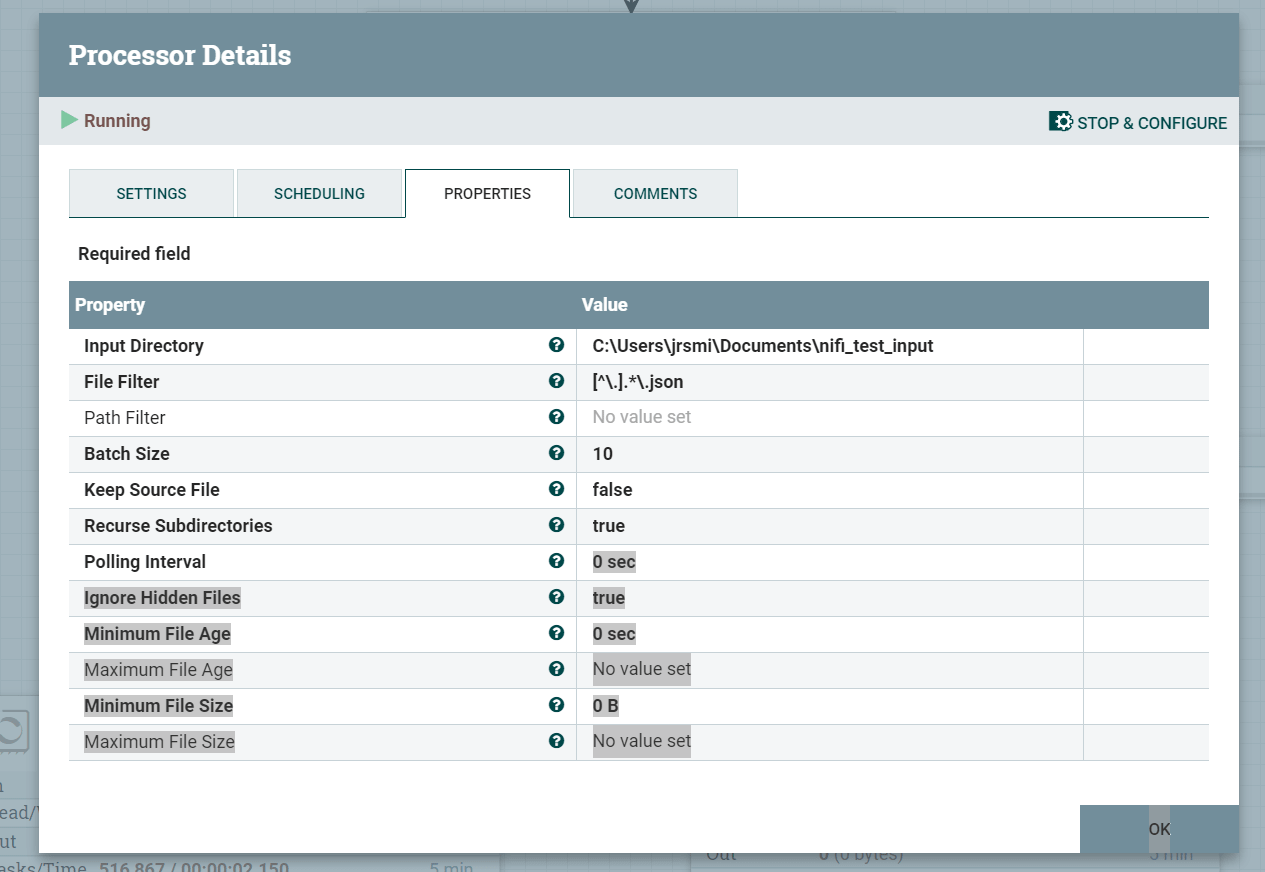 Processor Details
Running
STOP & CONFIGURE
SETTINGS SCHEDULING PROPERTIES COMMENTS
Required field
Property Value
Input Directory C:\Users\jrsmi\Documents\nifi_test_input
File Filter [^\.].*\.json
Path Filter No value set
Batch Size 10
Keep Source File false
Recurse Subdirectories true
Polling Interval 0 sec
Ignore Hidden Files true
Minimum File Age 0 sec
Maximum File Age No value set
Minimum File Size 0 B
Maximum File Size No value set
OK
ead/
ut
asks/Time 516,867 / 00:00:02.150 5 min
Out 0 (0 bytes) 5 min